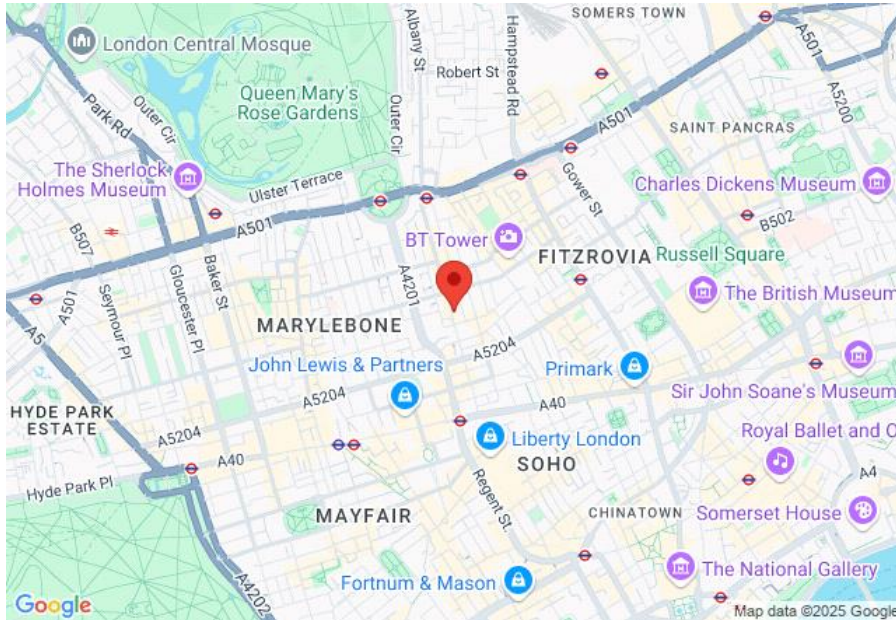 SOMERS TOWN
London Central Mosque
Albany St
Hampstead Rd
A501
Robert St
Queen Mary's
Rose Gardens
Outer Cir
Park Rd
Outer Cir
A501
A5200
SAINT PANCRAS
The Sherlock
Holmes Museum
Ulster Terrace
Gower St
Charles Dickens Museum
B507
A501
B502
BT Tower
FITZROVIA
Russell Square
A501
Seymour Pl
Gloucester Pl
Baker St
A4201
The British Museum
A5
MARYLEBONE
A5204
John Lewis & Partners
Primark
Sir John Soane's Museum
HYDE PARK
ESTATE
A5204
A5204
A40
Liberty London
Royal Ballet and O
A40
SOHO
A4
Hyde Park Pl
Regent St.
MAYFAIR
CHINATOWN
Somerset House
A4202
Fortnum & Mason
The National Gallery
Google
Map data ©2025 Google